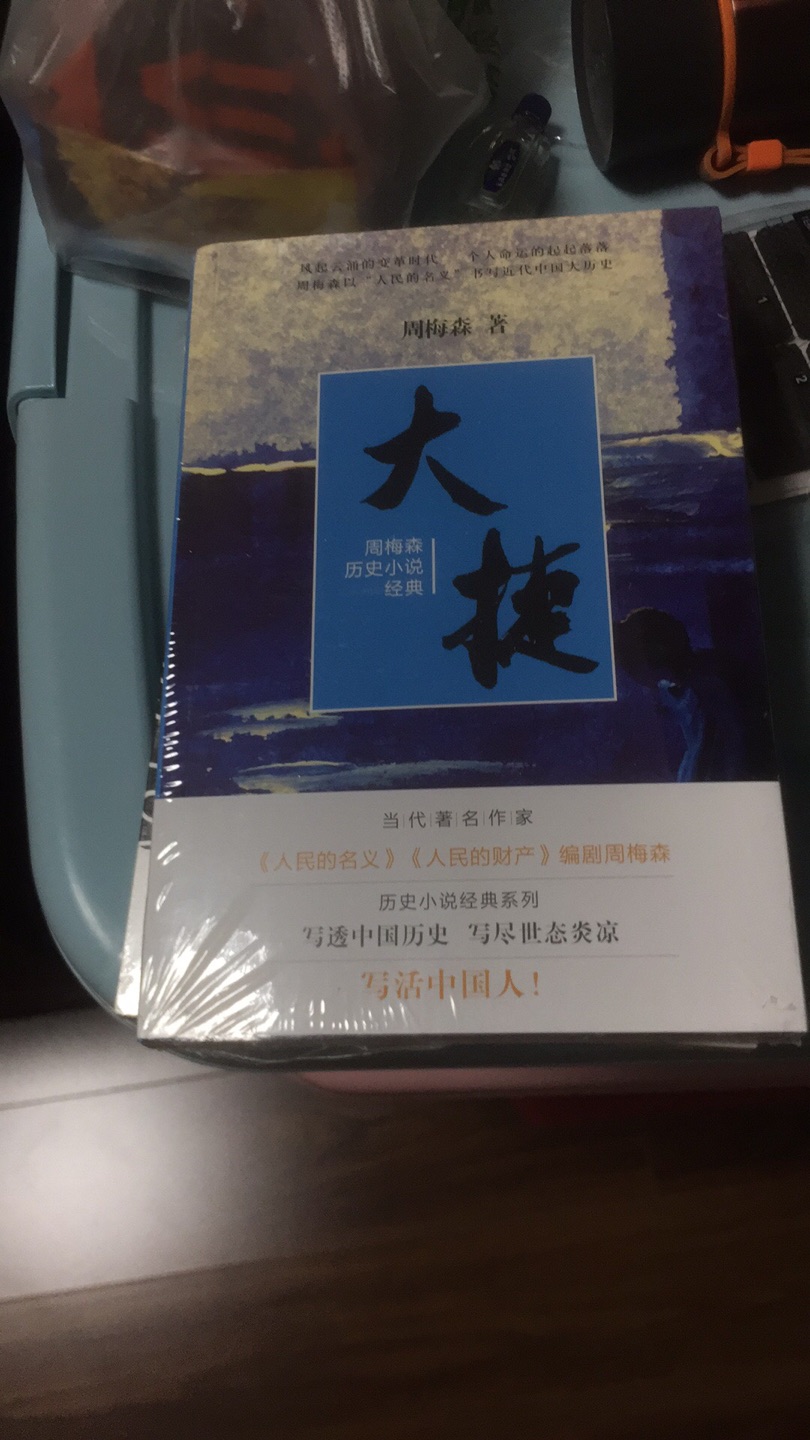 风起云涌的变革时代 个人命运的起起落落
周梅森以“人民的名义”书写近代中国大历史
周梅森 著
大捷
周梅森
历史小说
经典
当代著名作家
《人民的名义》《人民的财产》编剧周梅森
历史小说经典系列
写透中国历史 写尽世态炎凉
写活中国人!